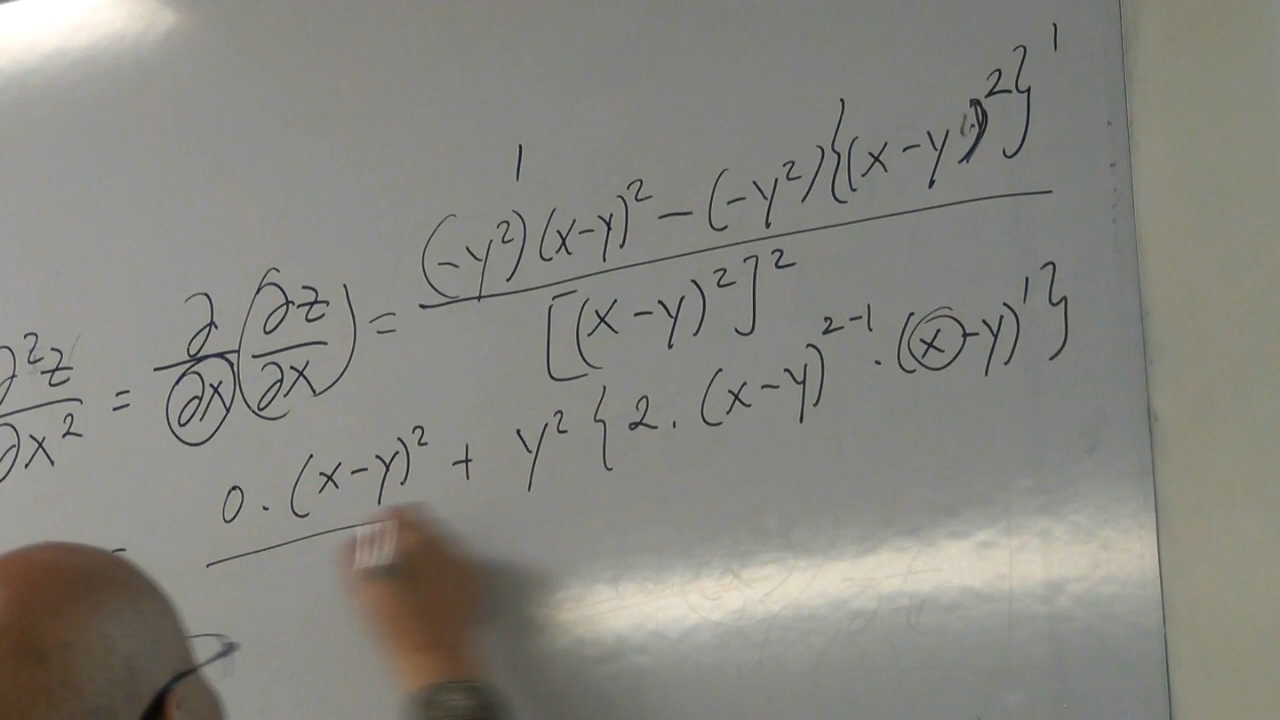 ∂²z/∂x² = ∂/∂x (∂z/∂x) = ((-y²)' (x-y)² - (-y²){(x-y)²}') / [(x-y)²]²
0 · (x-y)² + y² {2 · (x-y)²⁻¹ · (x-y)'}